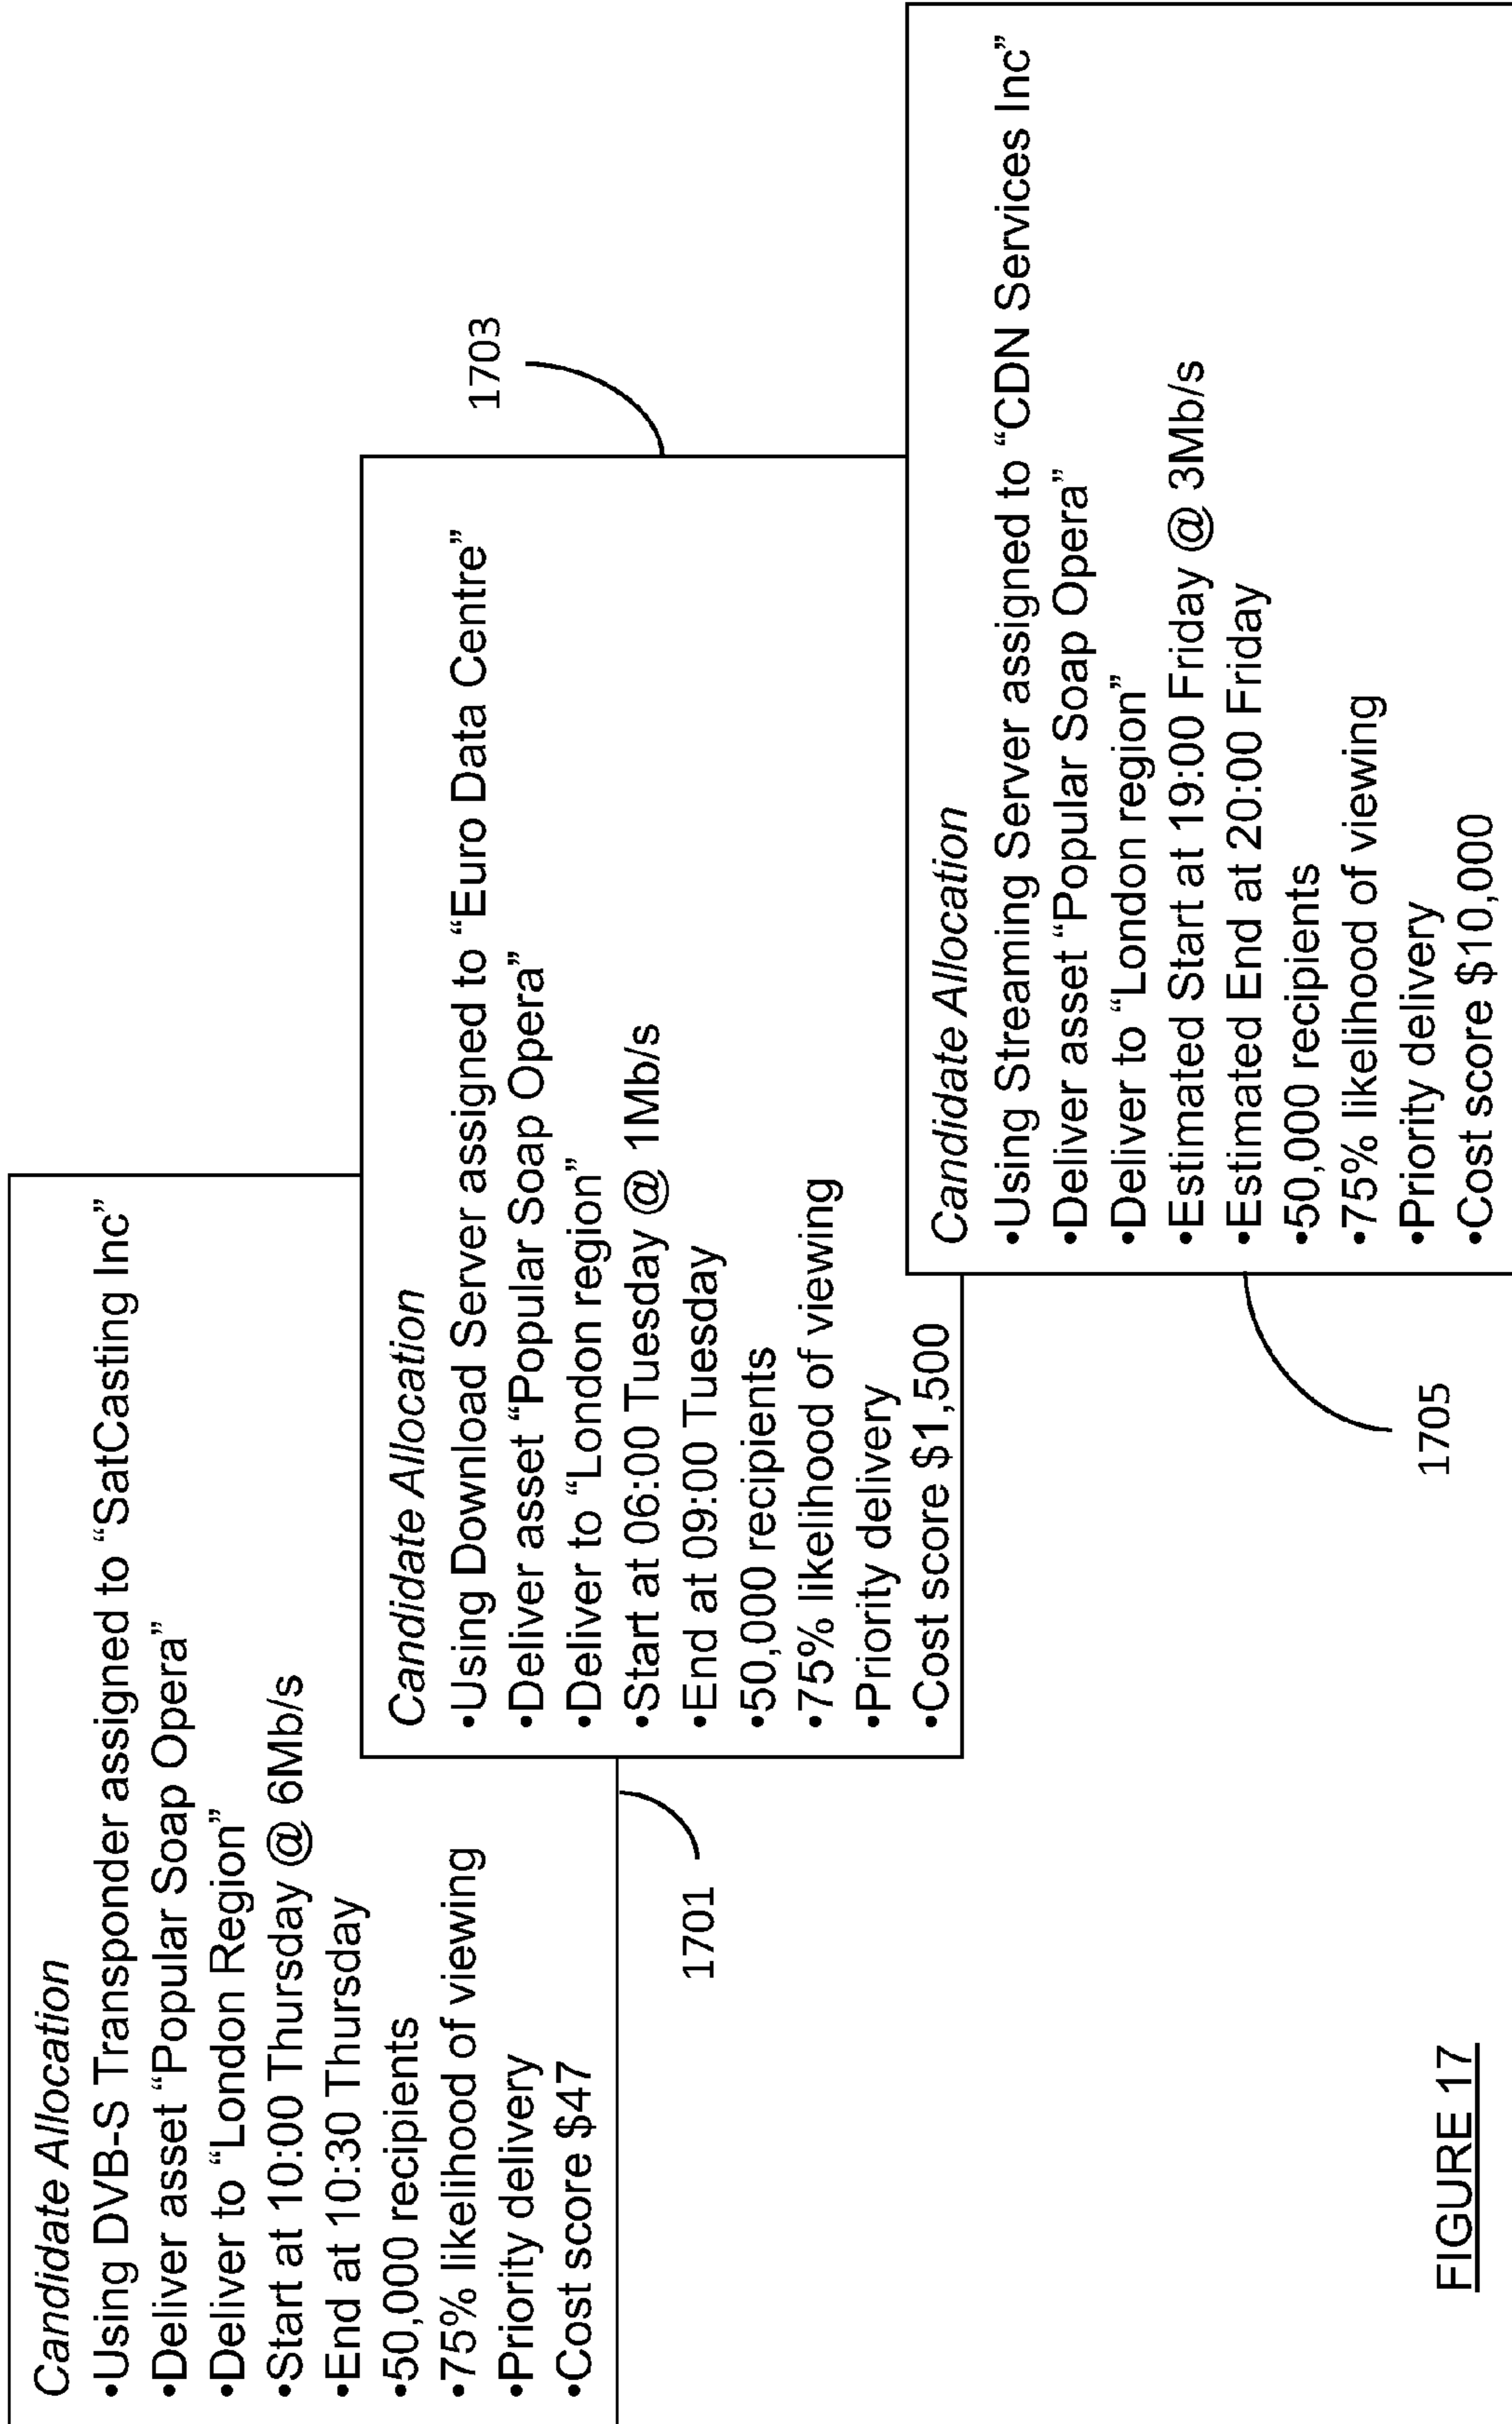 Candidate Allocation
•Using DVB-S Transponder assigned to “SatCasting Inc”
•Deliver asset “Popular Soap Opera”
•Deliver to “London Region”
•Start at 10:00 Thursday @ 6Mb/s
•End at 10:30 Thursday
•50,000 recipients
•75% likelihood of viewing
•Priority delivery
•Cost score $47
1701
Candidate Allocation
•Using Download Server assigned to “Euro Data Centre”
•Deliver asset “Popular Soap Opera”
•Deliver to “London region”
•Start at 06:00 Tuesday @ 1Mb/s
•End at 09:00 Tuesday
•50,000 recipients
•75% likelihood of viewing
•Priority delivery
•Cost score $1,500
1703
Candidate Allocation
•Using Streaming Server assigned to “CDN Services Inc”
•Deliver asset “Popular Soap Opera”
•Deliver to “London region”
•Estimated Start at 19:00 Friday @ 3Mb/s
•Estimated End at 20:00 Friday
•50,000 recipients
•75% likelihood of viewing
•Priority delivery
•Cost score $10,000
1705
FIGURE 17